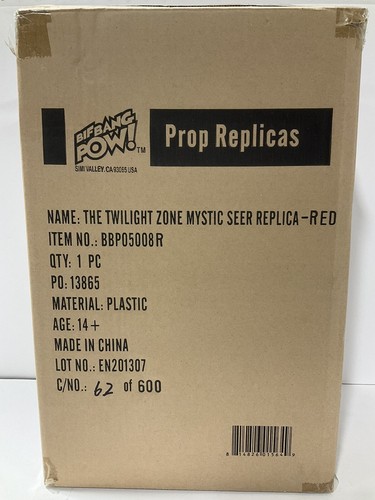 BIF BANG
POW! TM
SIMI VALLEY, CA 93065 USA
Prop Replicas
NAME: THE TWILIGHT ZONE MYSTIC SEER REPLICA-RED
ITEM NO.: BBP05008R
QTY: 1 PC
PO: 13865
MATERIAL: PLASTIC
AGE: 14+
MADE IN CHINA
LOT NO.: EN201307
C/NO.: 62 of 600